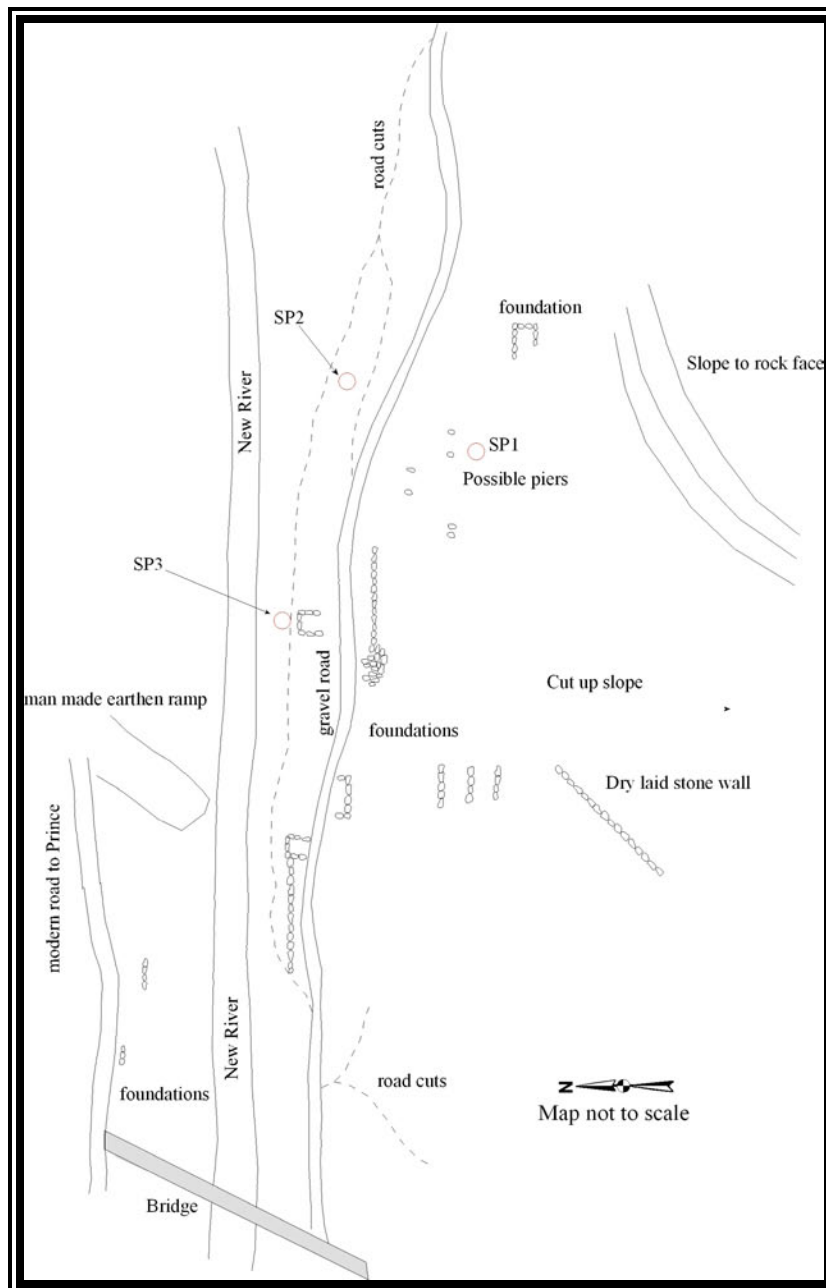 road cuts
SP2
foundation
New River
Slope to rock face
SP1
Possible piers
SP3
gravel road
man made earthen ramp
Cut up slope
foundations
Dry laid stone wall
modern road to Prince
New River
foundations
road cuts
N
Map not to scale
Bridge